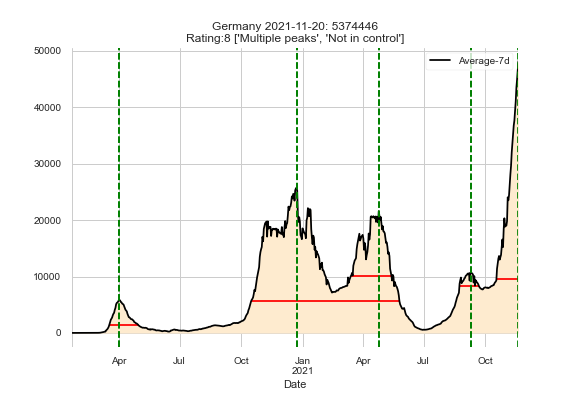 Germany 2021-11-20: 5374446
Rating:8 ['Multiple peaks', 'Not in control']
50000
Average-7d
40000
30000
20000
10000
0
Apr Jul Oct Jan Apr Jul Oct
2021
Date